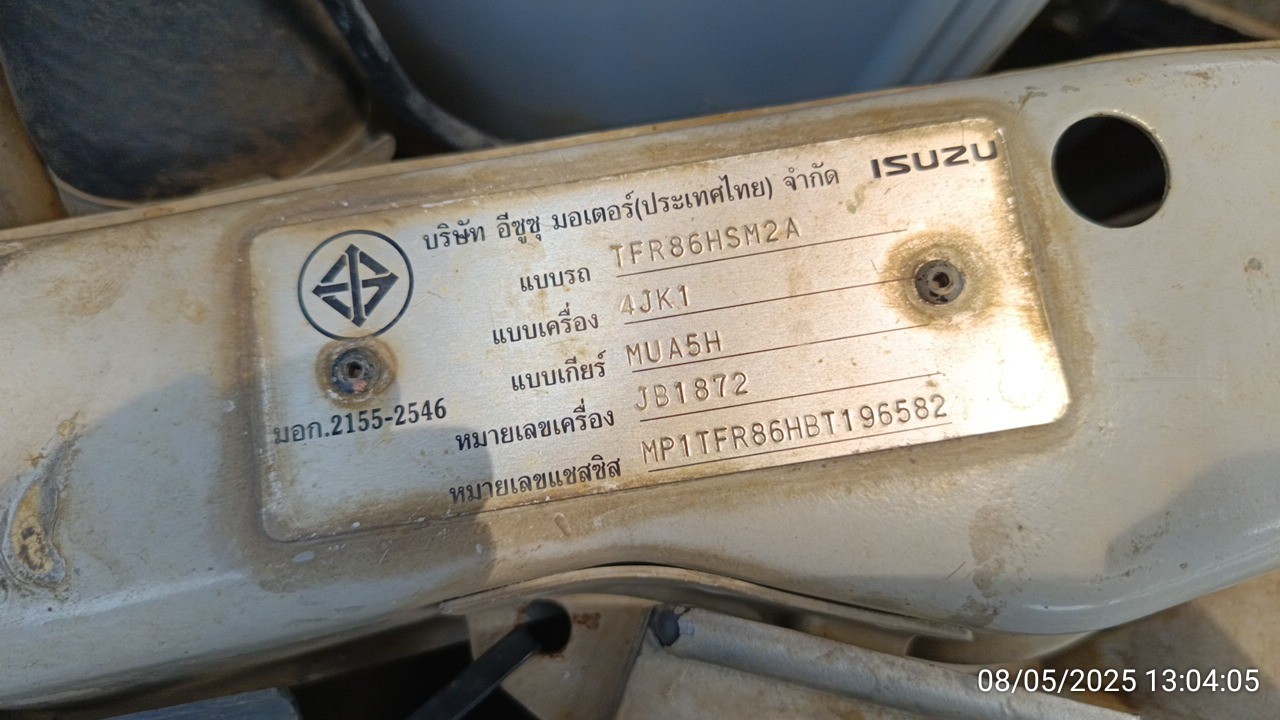 บริษัท อีซูซุ มอเตอร์(ประเทศไทย) จำกัด ISUZU
แบบรถ TFR86HSM2A
แบบเครื่อง 4JK1
แบบเกียร์ MUA5H
หมายเลขเครื่อง JB1872
หมายเลขแชสซิส MP1TFR86HBT196582
มอก.2155-2546
08/05/2025 13:04:05